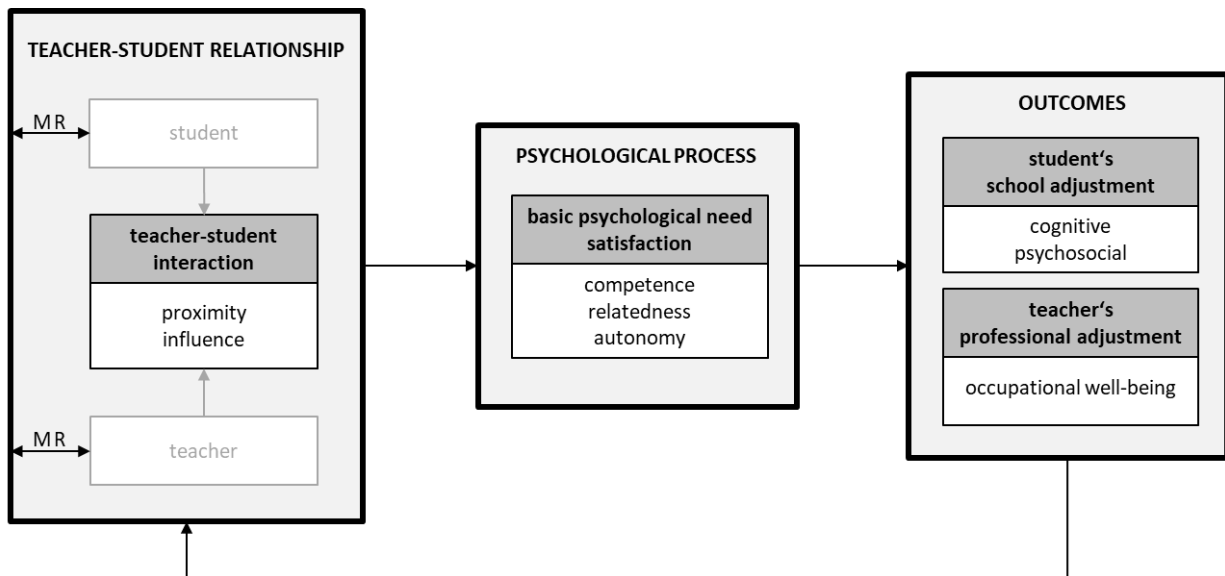 TEACHER-STUDENT RELATIONSHIP
MR
student
teacher-student
interaction
proximity
influence
MR
teacher
PSYCHOLOGICAL PROCESS
basic psychological need
satisfaction
competence
relatedness
autonomy
OUTCOMES
student‘s
school adjustment
cognitive
psychosocial
teacher‘s
professional adjustment
occupational well-being